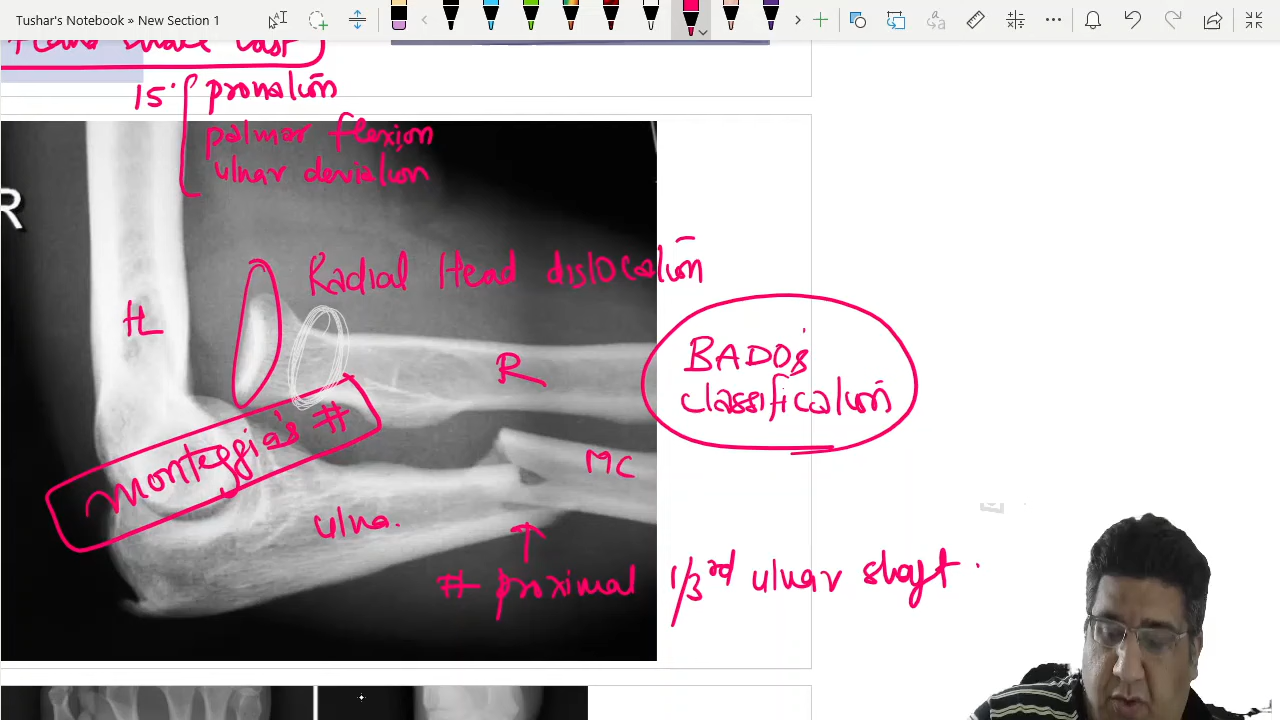 Tushar's Notebook » New Section 1
15° pronation
palmar flexion
ulnar deviation
R
Radial Head dislocation
H
R
BADO's
classification
Monteggia's #
MC
ulna.
# proximal 1/3rd ulnar shaft.